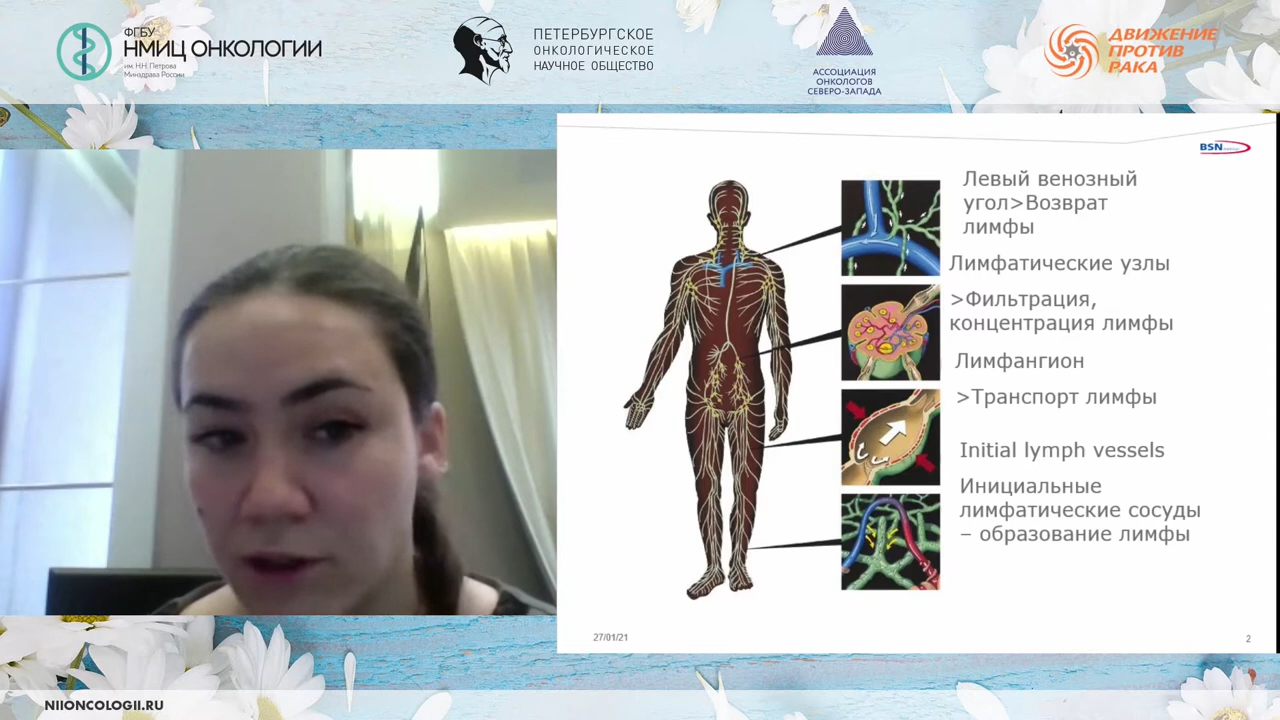 ФГБУ
НМИЦ ОНКОЛОГИИ
им. Н.Н. Петрова
Минздрава России
ПЕТЕРБУРГСКОЕ
ОНКОЛОГИЧЕСКОЕ
НАУЧНОЕ ОБЩЕСТВО
АССОЦИАЦИЯ
ОНКОЛОГОВ
СЕВЕРО-ЗАПАДА
ДВИЖЕНИЕ
ПРОТИВ
РАКА
BSN
Левый венозный
угол>Возврат
лимфы
Лимфатические узлы
>Фильтрация,
концентрация лимфы
Лимфангион
>Транспорт лимфы
Initial lymph vessels
Инициальные
лимфатические сосуды
– образование лимфы
27/01/21
2
NIIONCOLOGII.RU